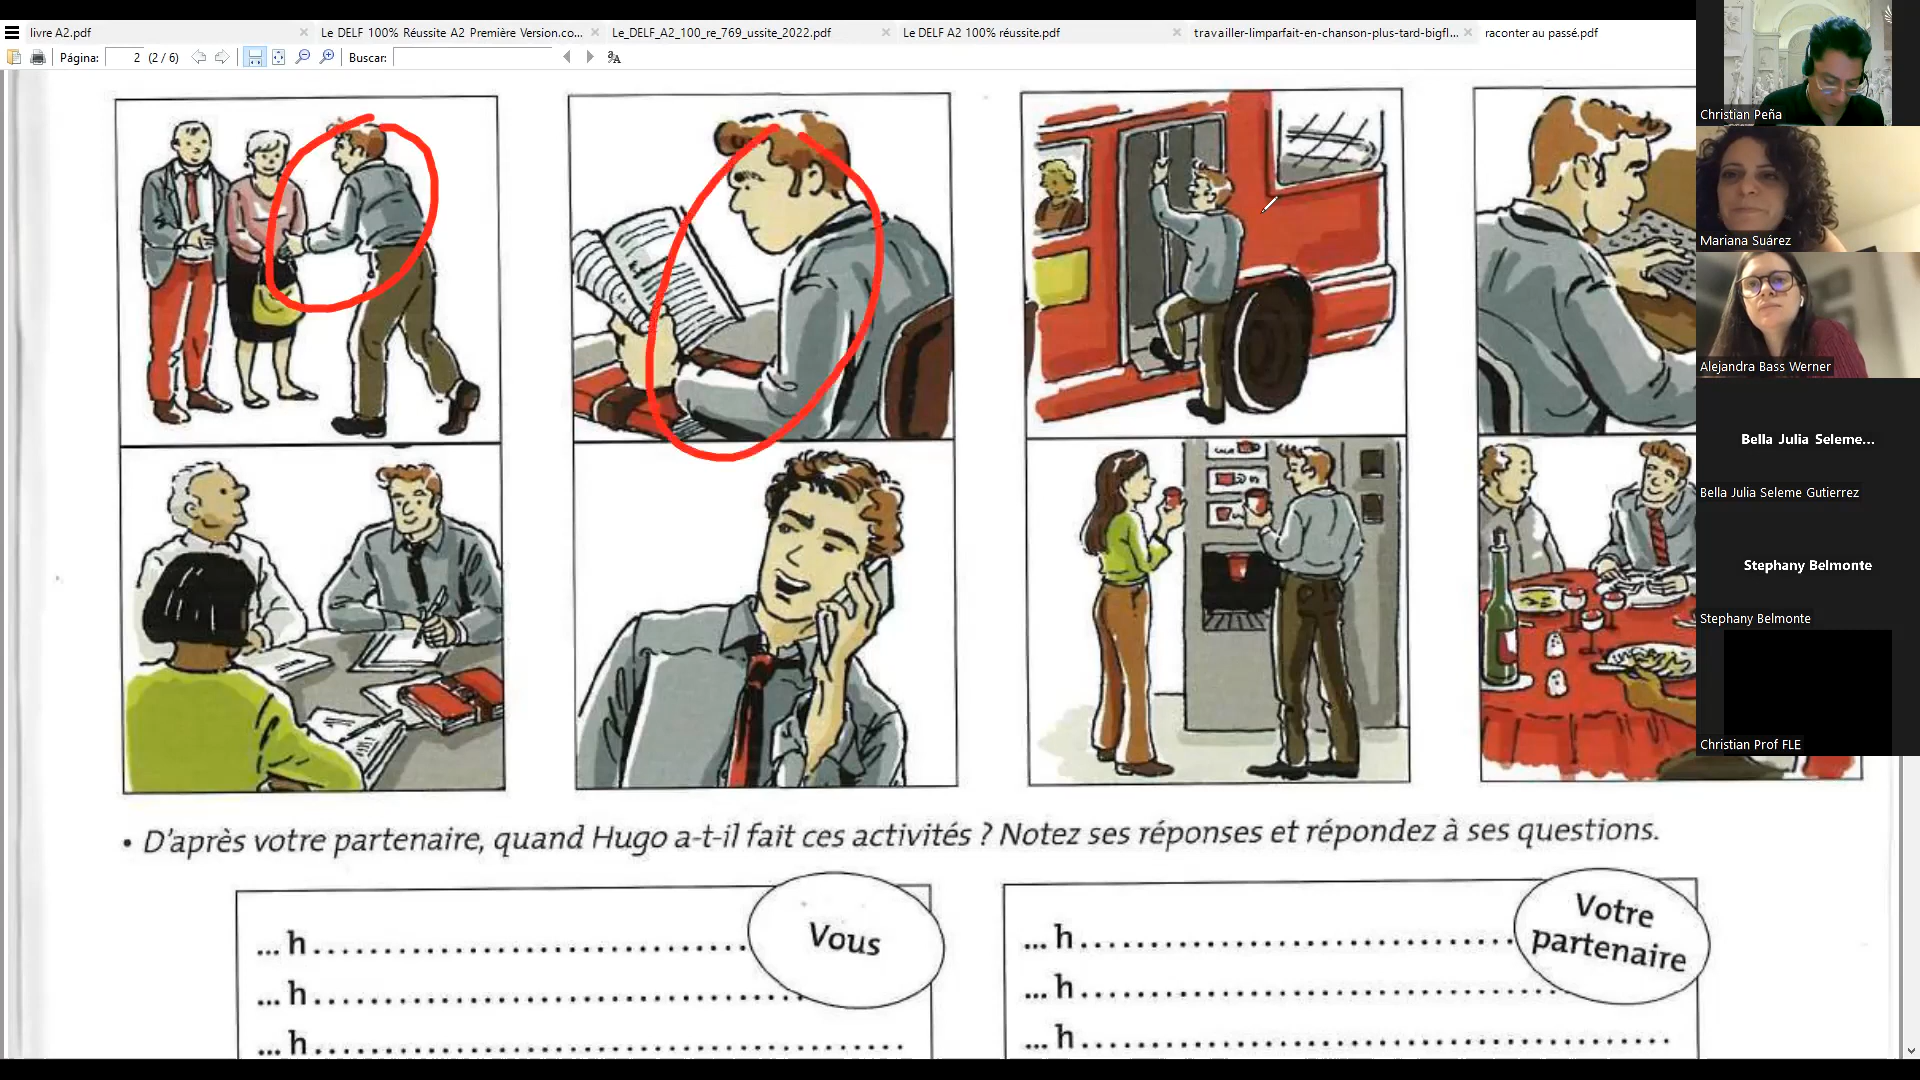 livre A2.pdf
Le DELF 100% Réussite A2 Première Version.co...
Le_DELF_A2_100_re_769_ussite_2022.pdf
Le DELF A2 100% réussite.pdf
travailler-limparfait-en-chanson-plus-tard-bigfl...
raconter au passé.pdf
Página: 2 (2 / 6)
Buscar:
Christian Peña
Mariana Suárez
Alejandra Bass Werner
Bella Julia Seleme...
Bella Julia Seleme Gutierrez
Stephany Belmonte
Stephany Belmonte
Christian Prof FLE
• D'après votre partenaire, quand Hugo a-t-il fait ces activités ? Notez ses réponses et répondez à ses questions.
Vous
... h
... h
... h
Votre
partenaire
... h
... h
... h